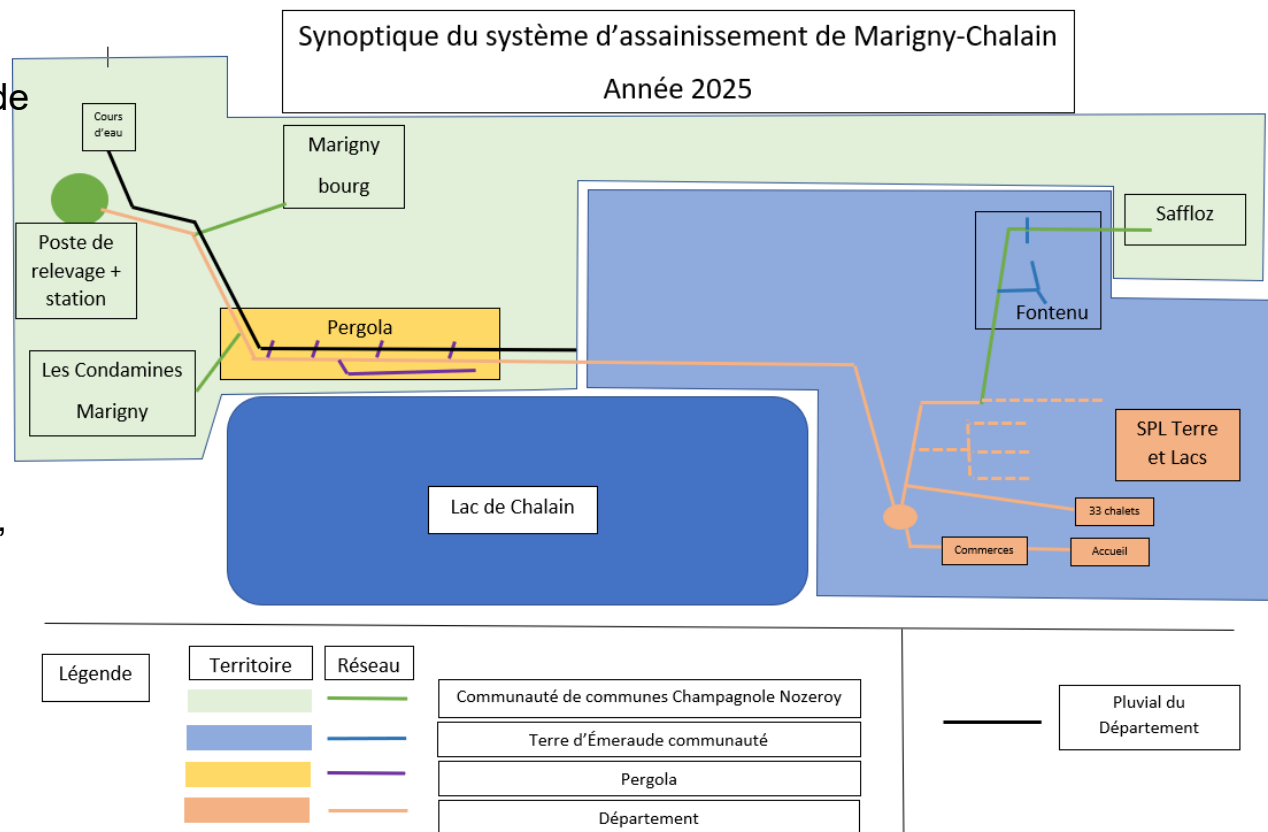 Synoptique du système d'assainissement de Marigny-Chalain
Année 2025
de
Cours
d'eau
Marigny
bourg
Saffloz
Poste de
relevage +
station
Fontenu
Pergola
Les Condamines
Marigny
SPL Terre
et Lacs
Lac de Chalain
33 chalets
,
Commerces
Accueil
Légende
Territoire
Réseau
Communauté de communes Champagnole Nozeroy
Terre d'Émeraude communauté
Pergola
Département
Pluvial du
Département